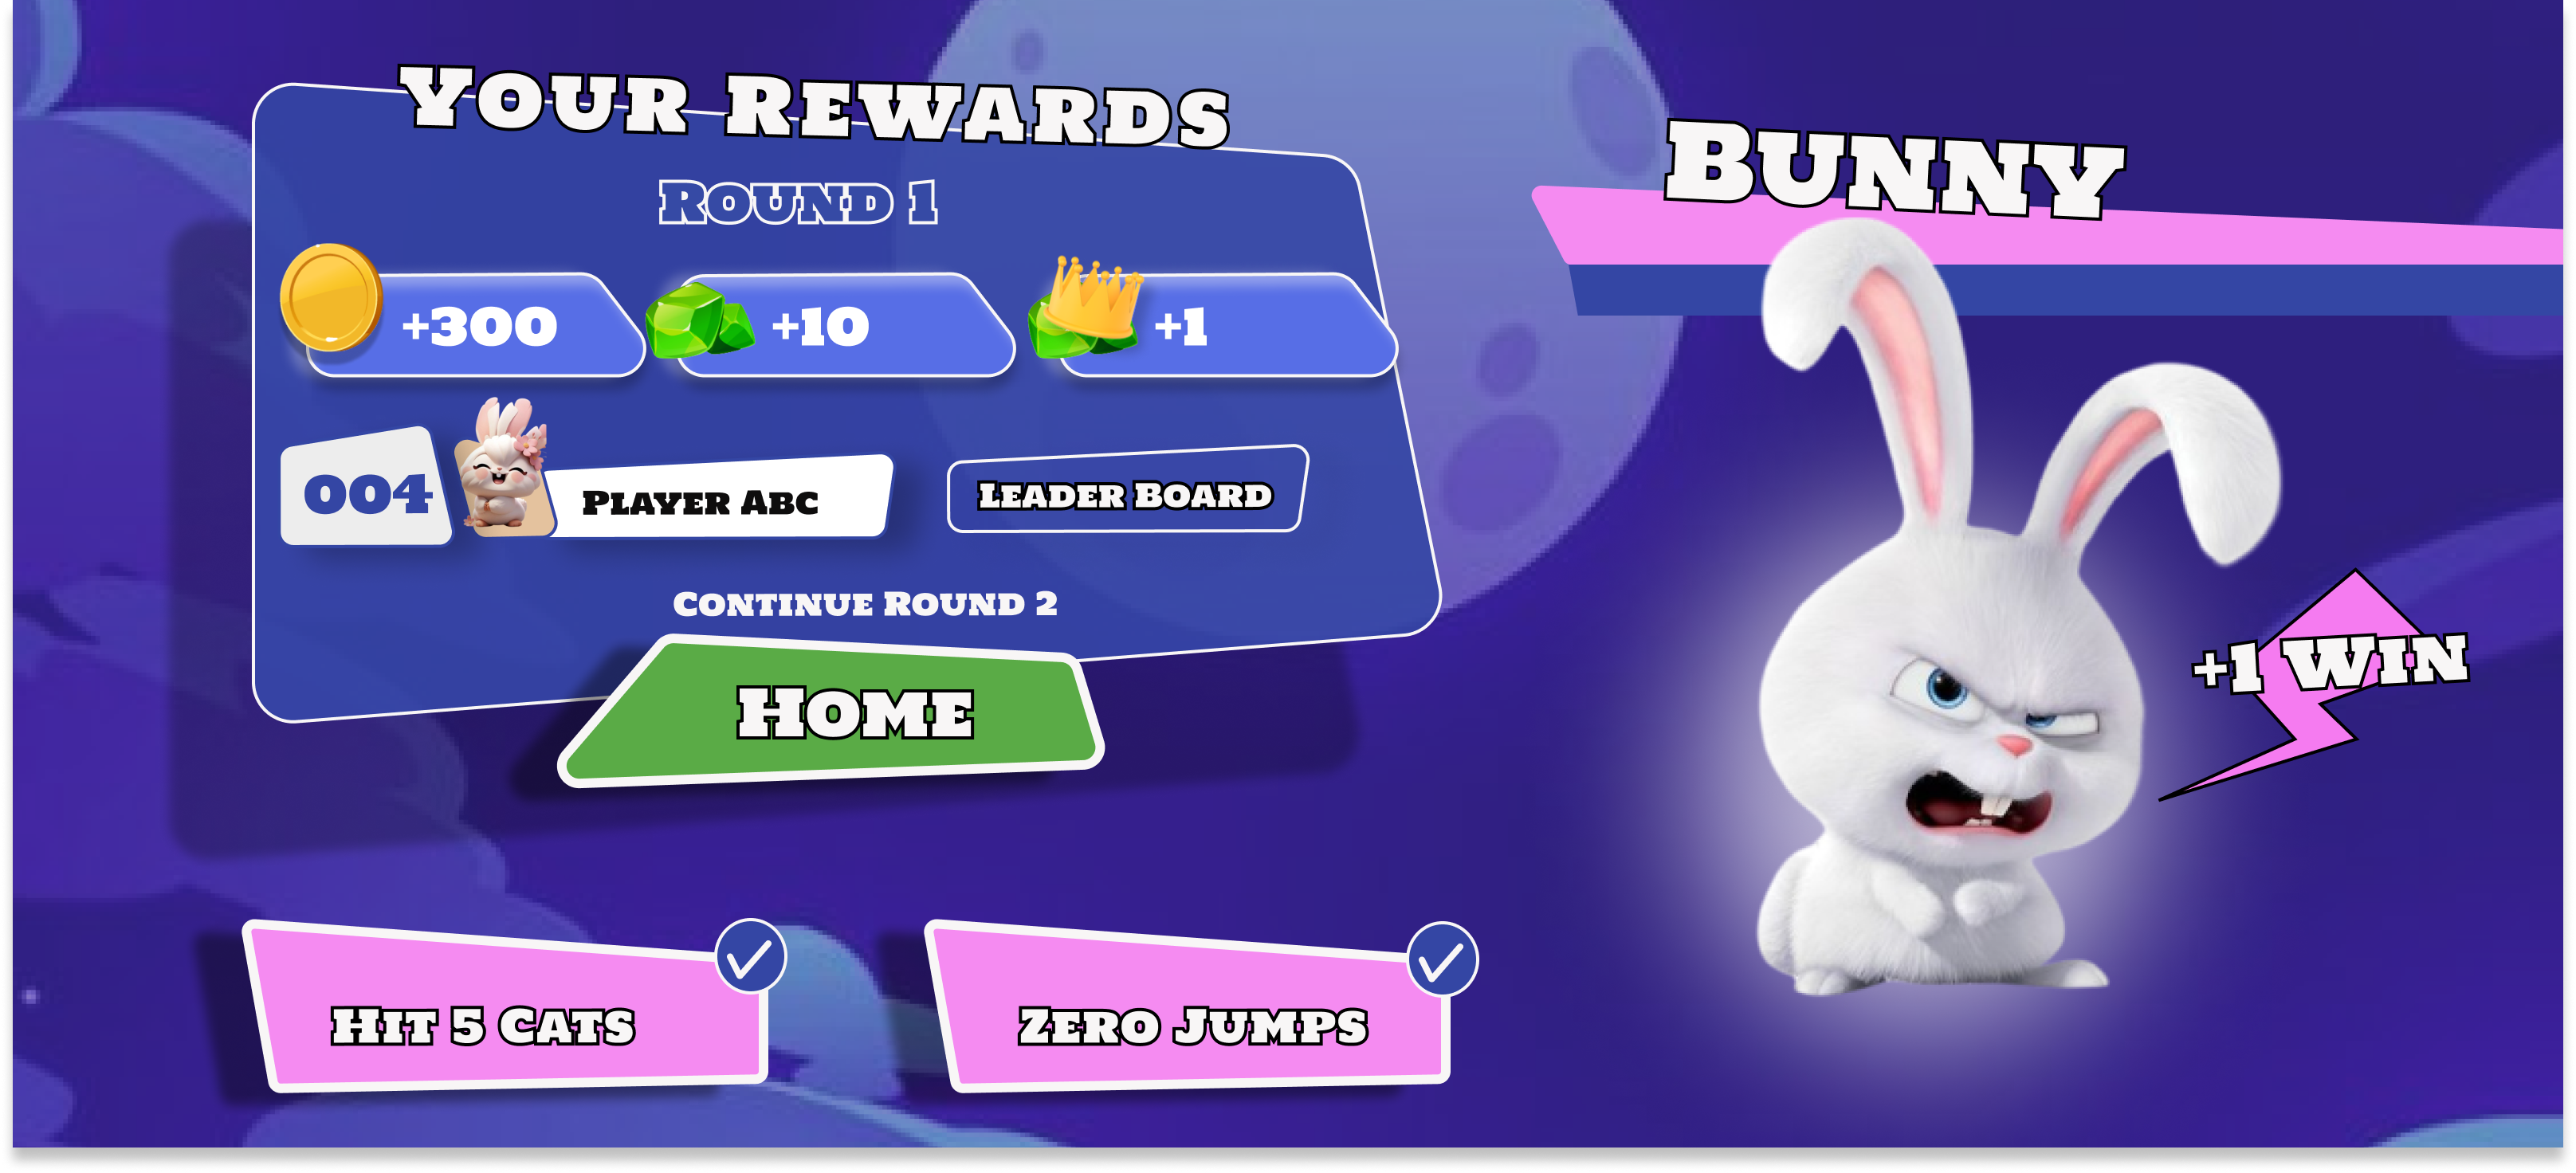 Your Rewards
Round 1
+300
+10
+1
004
Player Abc
Leader Board
Continue Round 2
Home
Hit 5 Cats
Zero Jumps
Bunny
+1 Win